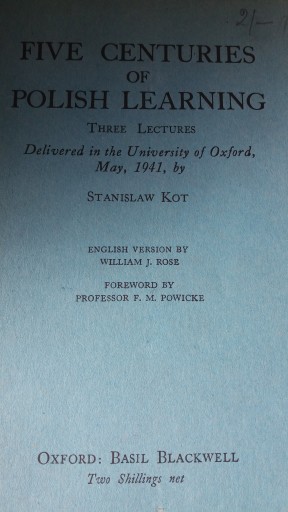 2/-
FIVE CENTURIES
OF
POLISH LEARNING
THREE LECTURES
Delivered in the University of Oxford,
May, 1941, by
STANISLAW KOT
ENGLISH VERSION BY
WILLIAM J. ROSE
FOREWORD BY
PROFESSOR F. M. POWICKE
OXFORD: BASIL BLACKWELL
Two Shillings net